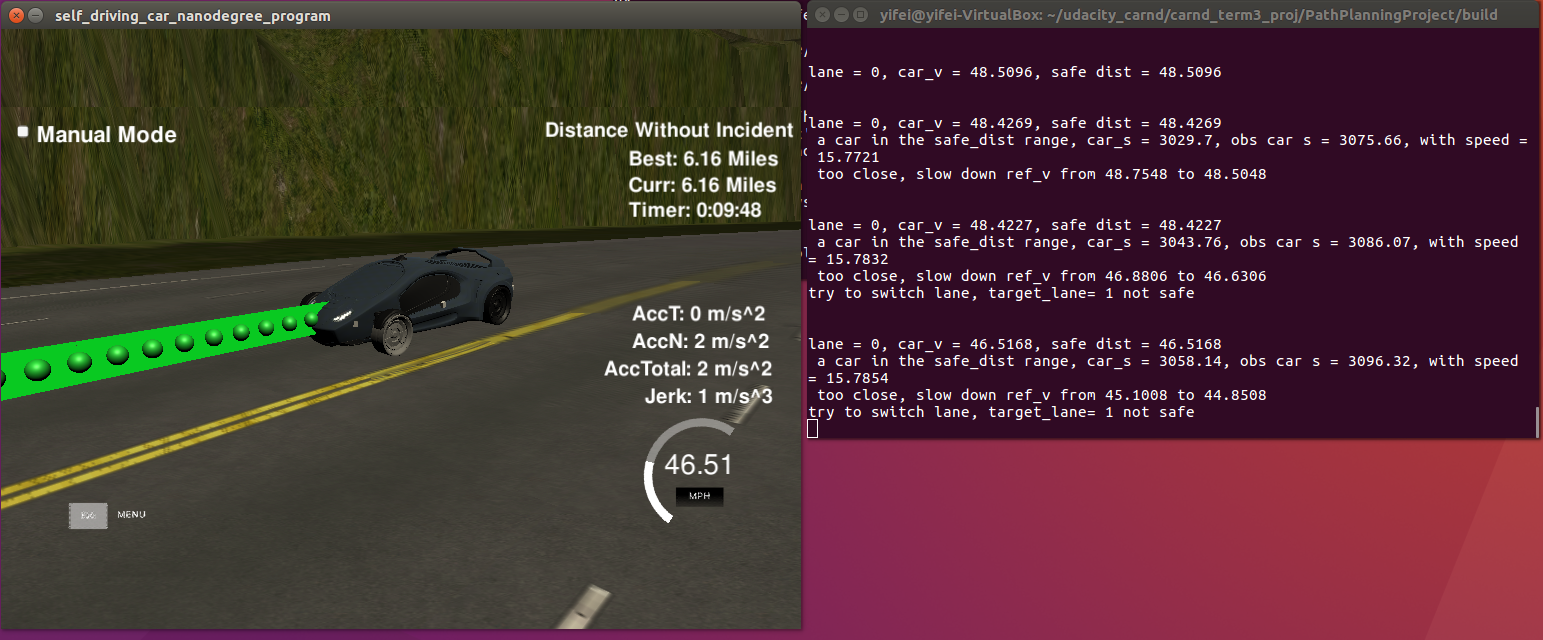 self_driving_car_nanodegree_program
Manual Mode
Distance Without Incident
Best: 6.16 Miles
Curr: 6.16 Miles
Timer: 0:09:48
AccT: 0 m/s^2
AccN: 2 m/s^2
AccTotal: 2 m/s^2
Jerk: 1 m/s^3
46.51
MPH
MENU
yifei@yifei-VirtualBox: ~/udacity_carnd/carnd_term3_proj/PathPlanningProject/build
lane = 0, car_v = 48.5096, safe dist = 48.5096
lane = 0, car_v = 48.4269, safe dist = 48.4269
a car in the safe_dist range, car_s = 3029.7, obs car s = 3075.66, with speed =
15.7721
too close, slow down ref_v from 48.7548 to 48.5048
lane = 0, car_v = 48.4227, safe dist = 48.4227
a car in the safe_dist range, car_s = 3043.76, obs car s = 3086.07, with speed
= 15.7832
too close, slow down ref_v from 46.8806 to 46.6306
try to switch lane, target_lane= 1 not safe
lane = 0, car_v = 46.5168, safe dist = 46.5168
a car in the safe_dist range, car_s = 3058.14, obs car s = 3096.32, with speed
= 15.7854
too close, slow down ref_v from 45.1008 to 44.8508
try to switch lane, target_lane= 1 not safe